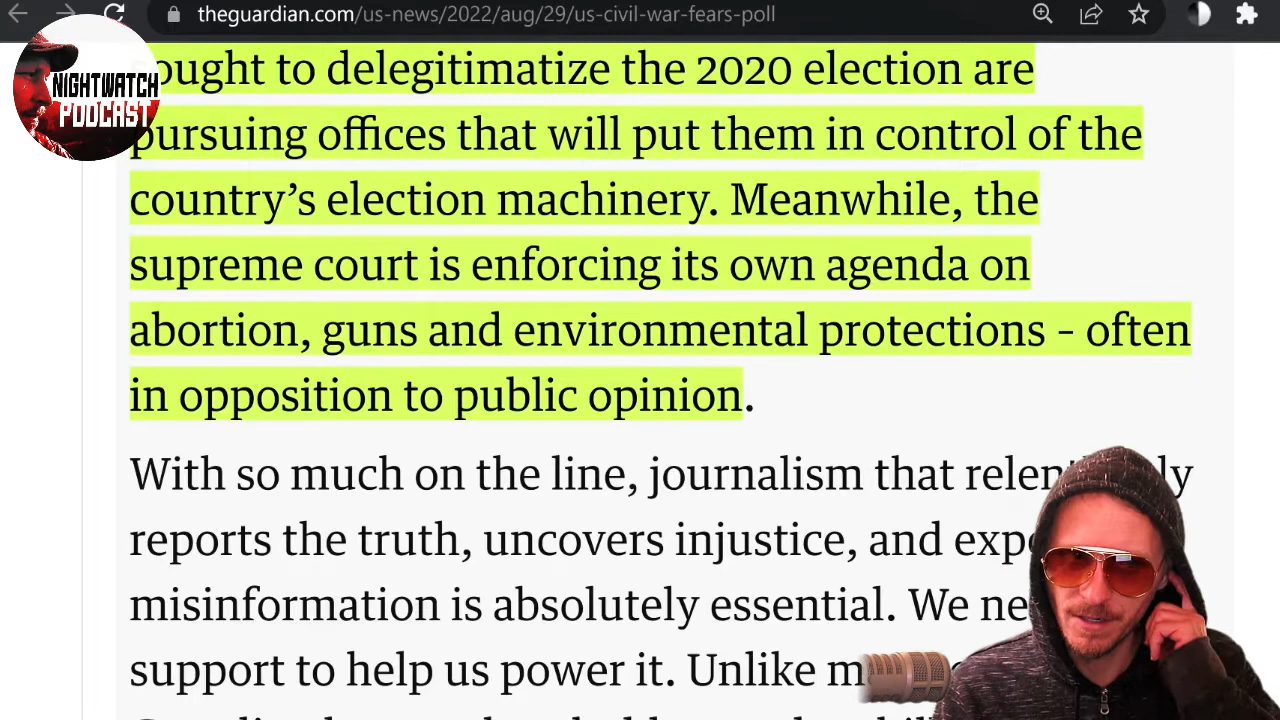 theguardian.com/us-news/2022/aug/29/us-civil-war-fears-poll
NIGHTWATCH
PODCAST
ought to delegitimatize the 2020 election are
pursuing offices that will put them in control of the
country’s election machinery. Meanwhile, the
supreme court is enforcing its own agenda on
abortion, guns and environmental protections – often
in opposition to public opinion.
With so much on the line, journalism that
reports the truth, uncovers injustice, and
misinformation is absolutely essential. We
support to help us power it. Unlike